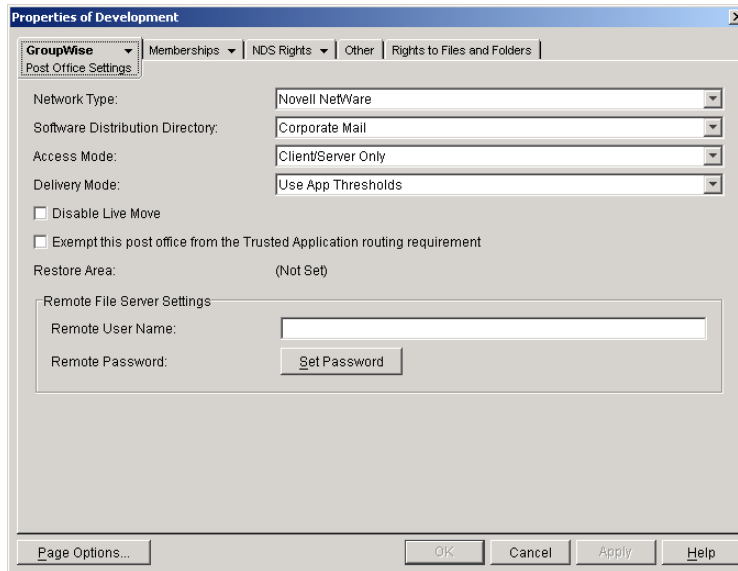 Properties of Development
GroupWise Memberships NDS Rights Other Rights to Files and Folders
Post Office Settings
Network Type: Novell NetWare
Software Distribution Directory: Corporate Mail
Access Mode: Client/Server Only
Delivery Mode: Use App Thresholds
Disable Live Move
Exempt this post office from the Trusted Application routing requirement
Restore Area: (Not Set)
Remote File Server Settings
Remote User Name:
Remote Password: Set Password
Page Options... OK Cancel Apply Help